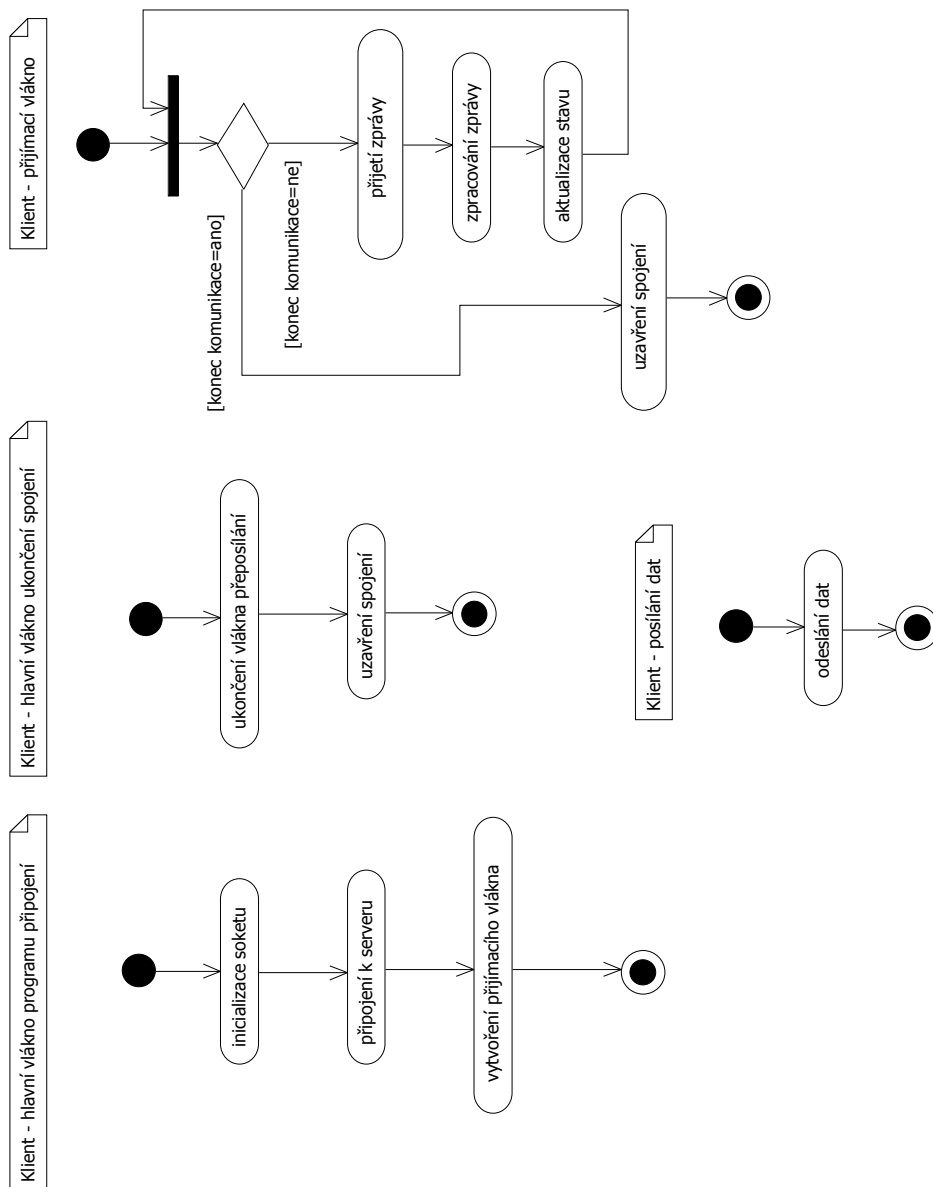 Klient - hlavní vlákno programu připojení
inicializace soketu
připojení k serveru
vytvoření přijímacího vlákna
Klient - hlavní vlákno ukončení spojení
ukončení vlákna přeposílání
uzavření spojení
Klient - posílání dat
odeslání dat
Klient - přijímací vlákno
[konec komunikace=ano]
[konec komunikace=ne]
přijetí zprávy
zpracování zprávy
aktualizace stavu
uzavření spojení